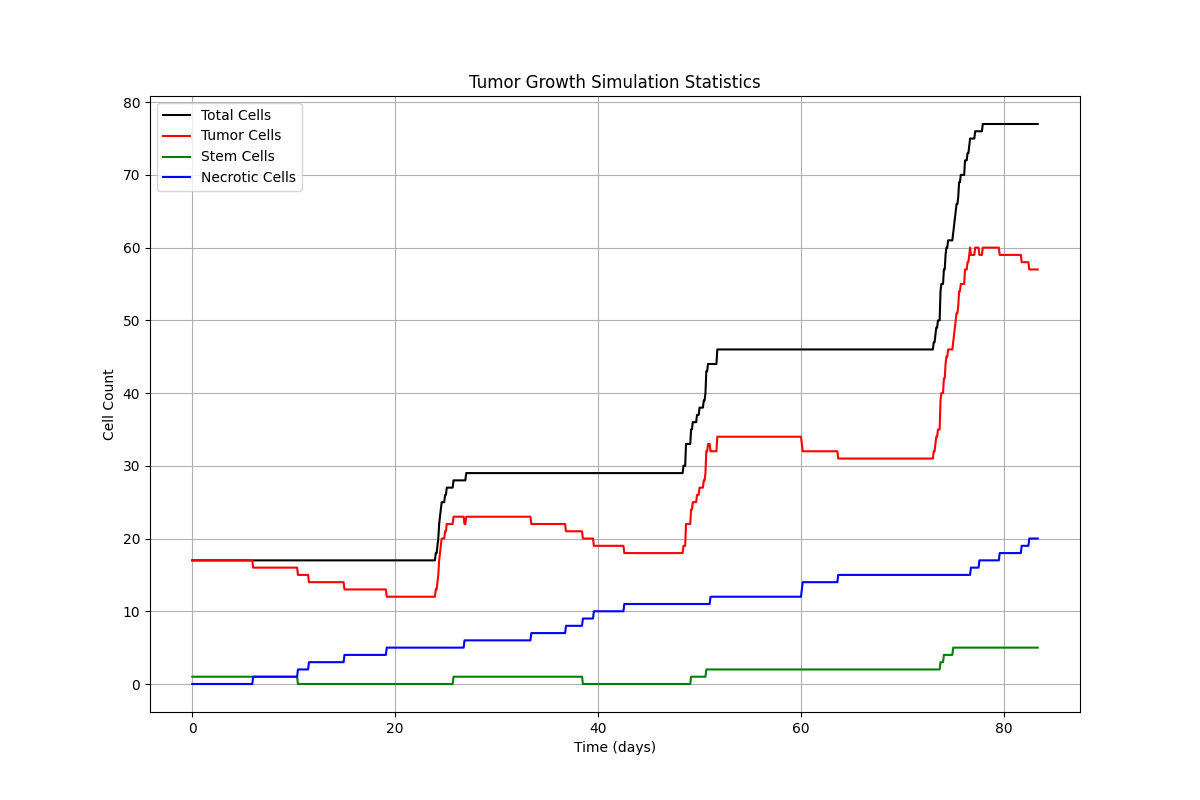 Tumor Growth Simulation Statistics
Total Cells
Tumor Cells
Stem Cells
Necrotic Cells
Cell Count
80
70
60
50
40
30
20
10
0
0 20 40 60 80
Time (days)